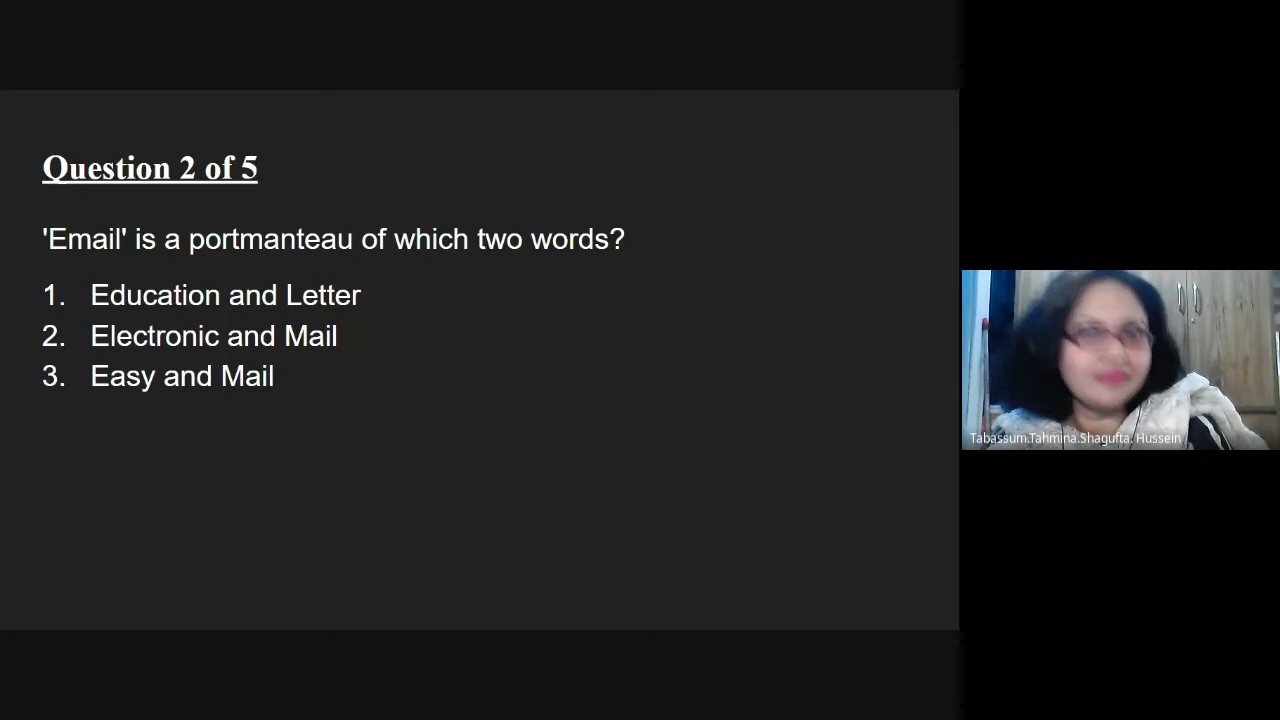 Question 2 of 5
'Email' is a portmanteau of which two words?
1. Education and Letter
2. Electronic and Mail
3. Easy and Mail
Tabassum.Tahmina.Shagufta. Hussein